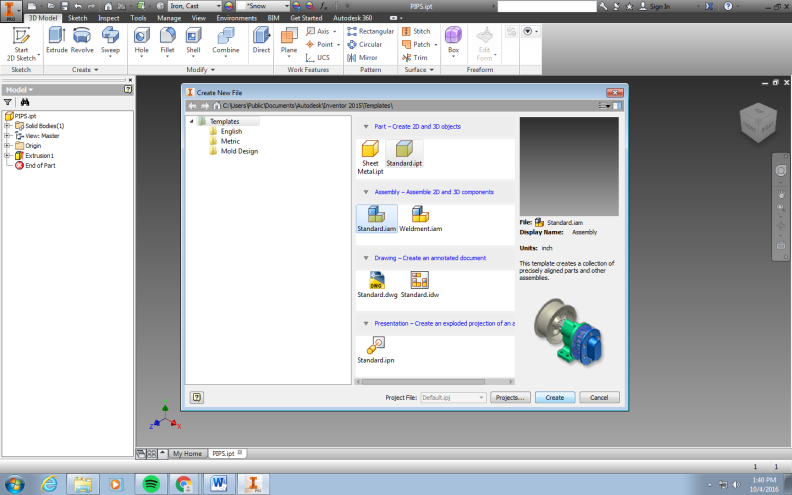 Iron, Cast
*Snow
PIPS.ipt
Sign In
PRO
3D Model Sketch Inspect Tools Manage View Environments BIM Get Started Autodesk 360
Start
2D Sketch
Extrude Revolve Sweep
Hole Fillet Shell Combine
Direct
Plane
Axis
Point
UCS
Rectangular
Circular
Mirror
Stitch
Patch
Trim
Box
Edit
Form
Sketch Create Modify Work Features Pattern Surface Freeform
Model
PIPS.ipt
Solid Bodies(1)
View: Master
Origin
Extrusion1
End of Part
Create New File
C:\Users\Public\Documents\Autodesk\Inventor 2015\Templates\
Templates
English
Metric
Mold Design
Part – Create 2D and 3D objects
Sheet
Metal.ipt
Standard.ipt
Assembly – Assemble 2D and 3D components
Standard.iam Weldment.iam
Drawing – Create an annotated document
DWG
Standard.dwg Standard.idw
Presentation – Create an exploded projection of an a
Standard.ipn
File: Standard.iam
Display Name: Assembly
Units: inch
This template creates a collection of
precisely aligned parts and other
assemblies.
Project File: Default.ipj Projects... Create Cancel
Z X
My Home PIPS.ipt
1 1
1:40 PM
10/4/2016